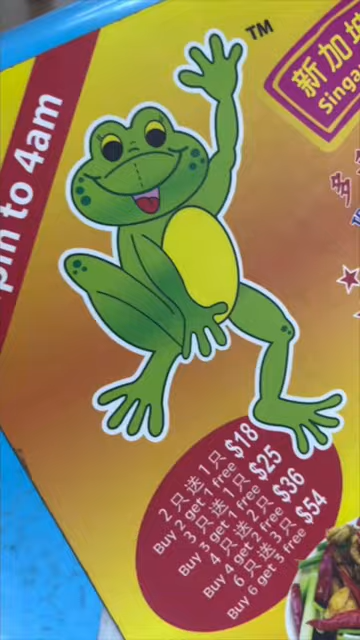 TM
新加坡
Singa
pm to 4am
多
2只送1只 $18
Buy 2 get 1 free
3只送1只 $25
Buy 3 get 1 free
4只送2只 $36
Buy 4 get 2 free
6只送3只 $54
Buy 6 get 3 free